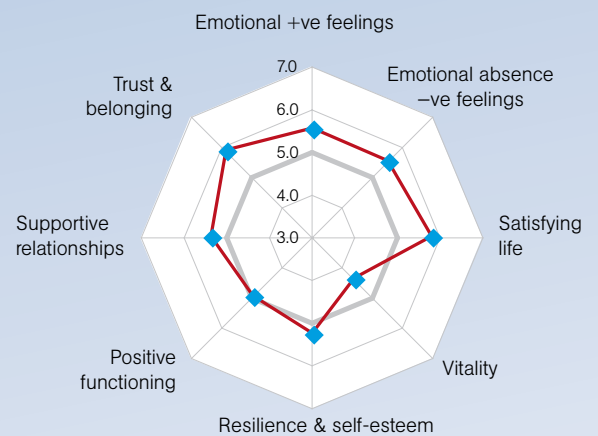 Emotional +ve feelings
7.0
Emotional absence
–ve feelings
Trust &
belonging
6.0
5.0
4.0
3.0
Supportive
relationships
Satisfying
life
Positive
functioning
Vitality
Resilience & self-esteem